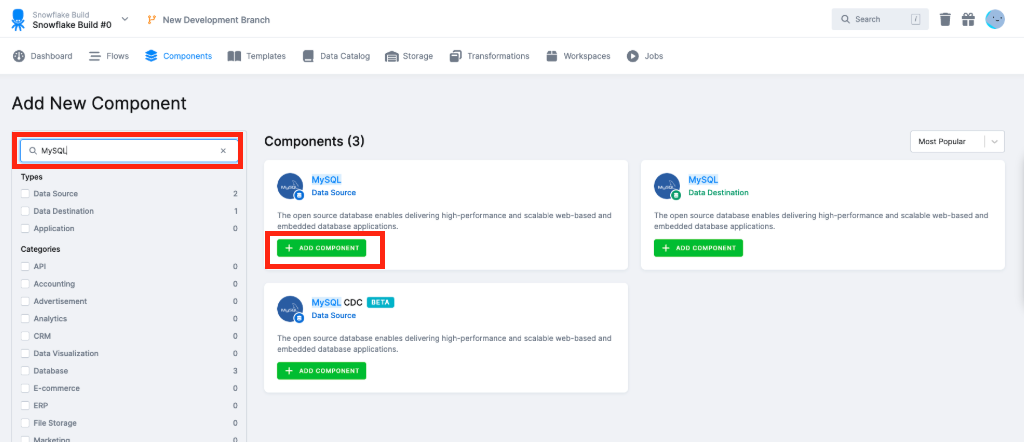 Snowflake Build
Snowflake Build #0
New Development Branch
Search
/
Dashboard
Flows
Components
Templates
Data Catalog
Storage
Transformations
Workspaces
Jobs
Add New Component
MySQL
Types
Data Source 2
Data Destination 1
Application 0
Categories
API 0
Accounting 0
Advertisement 0
Analytics 0
CRM 0
Data Visualization 0
Database 3
E-commerce 0
ERP 0
File Storage 0
Marketing 0
Components (3)
Most Popular
MySQL
MySQL
Data Source
The open source database enables delivering high-performance and scalable web-based and
embedded database applications.
+ ADD COMPONENT
MySQL
MySQL
Data Destination
The open source database enables delivering high-performance and scalable web-based and
embedded database applications.
+ ADD COMPONENT
MySQL
MySQL CDC BETA
Data Source
The open source database enables delivering high-performance and scalable web-based and
embedded database applications.
+ ADD COMPONENT